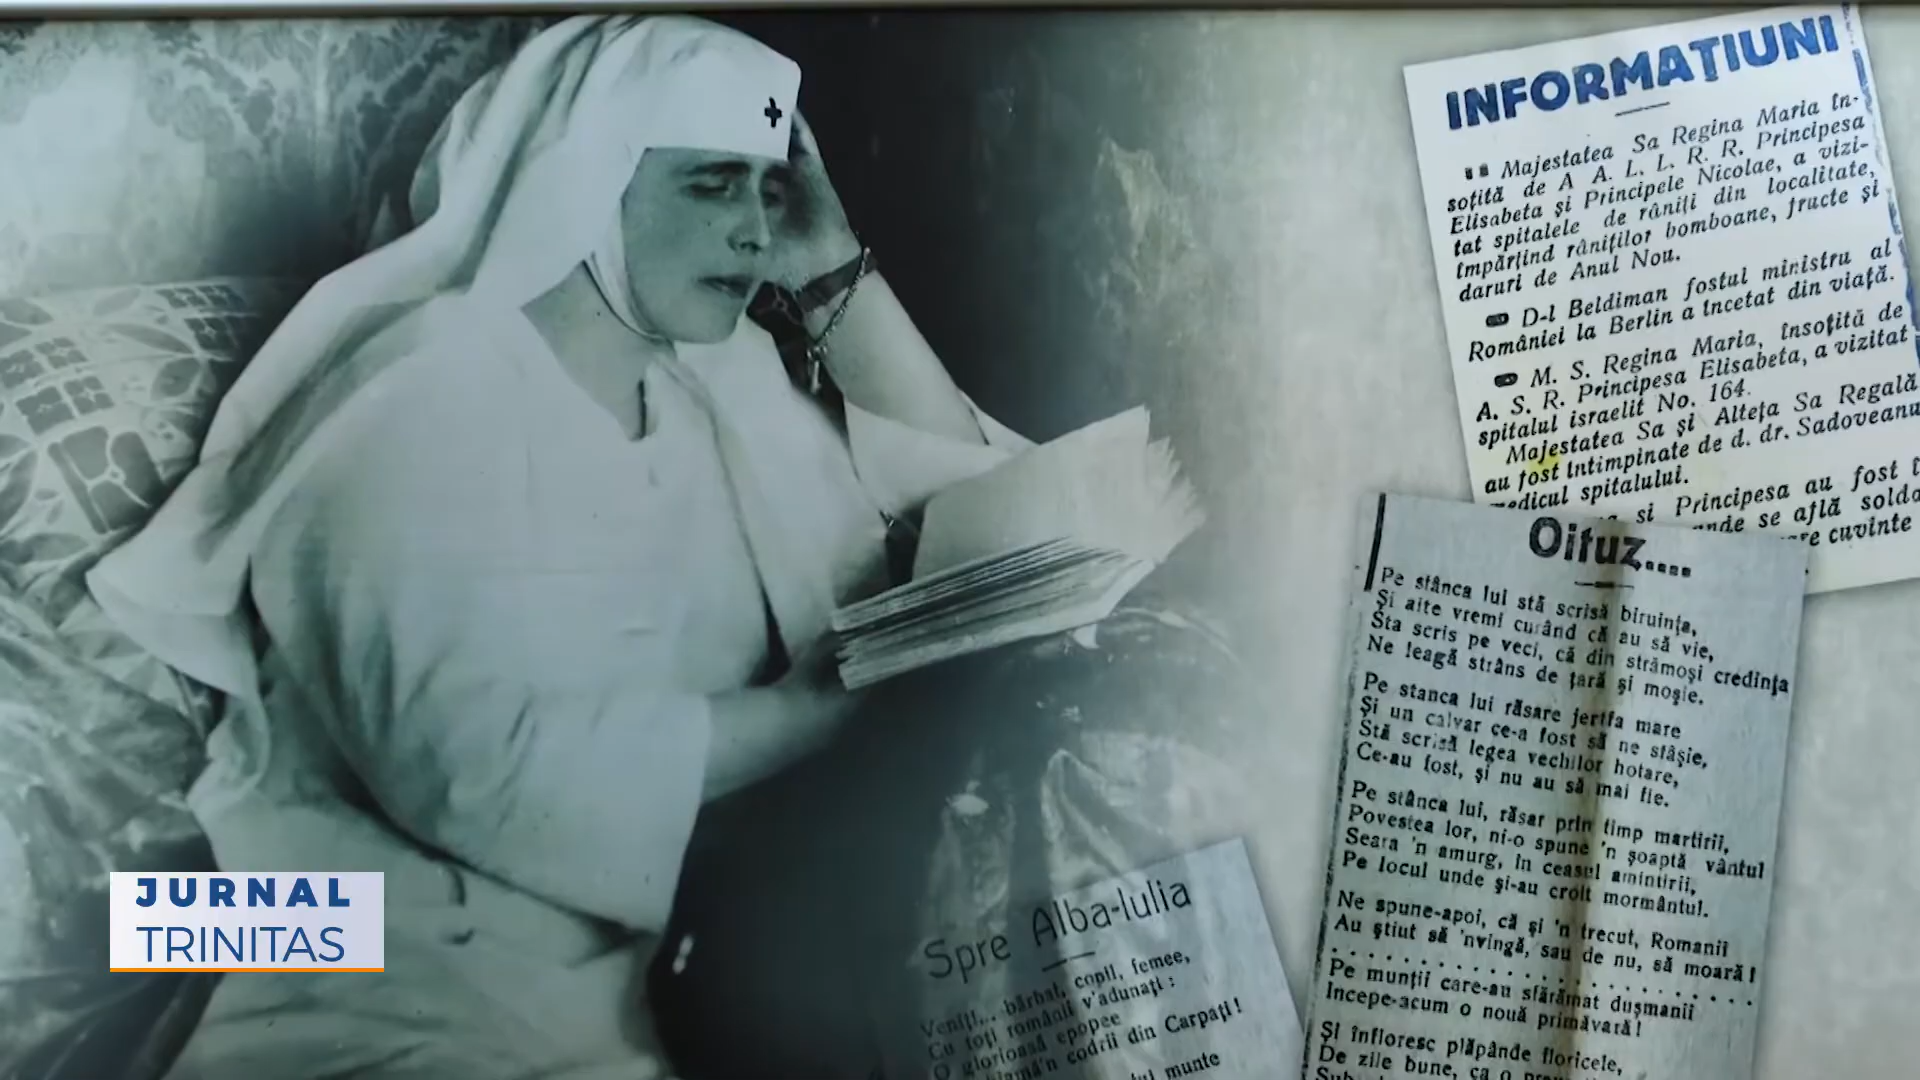 INFORMAȚIUNI
Majestatea Sa Regina Maria în-
soțită de A A. L. L. R. R. Principesa
Elisabeta și Principele Nicolae, a vizi-
tat spitalele de răniți din localitate,
împărțind răniților bomboane, fructe și
daruri de Anul Nou.
D-l Beldiman fostul ministru al
României la Berlin a încetat din viață.
M. S. Regina Maria, însoțită de
A. S. R. Principesa Elisabeta, a vizitat
spitalul israelit No. 164.
Majestatea Sa și Alteța Sa Regală
au fost întimpinate de d. dr. Sadoveanu
medicul spitalului.
si Principesa au fost
se află
cuvinte
Oituz....
Pe stânca lui stă scrisă biruința,
Și alte vremi curând că au să vie,
Sta scris pe veci, că din strămoși credința
Ne leagă strâns de țară și moșie.
Pe stanca lui răsare jertfa mare
Și un calvar ce-a fost să ne sfâșie,
Stă scrisă legea vechilor hotare,
Ce-au fost, și nu au să mai fie.
Pe stânca lui, răsar prin timp martirii,
Povestea lor, ni-o spune 'n șoaptă vântul
Seara 'n amurg, în ceasul amintirii,
Pe locul unde și-au croit mormântul.
Ne spune-apoi, că și 'n trecut, Romanii
Au știut să 'nvingă, sau de nu, să moară!
Pe munții care-au sfărâmat dușmanii
Incepe-acum o nouă primăvară!
Și înfloresc plăpânde floricele,
De zile bune, ca o
Spre Alba-Iulia
Veniți... bărbat, copil, femee,
Cu toți românii v'adunați:
O glorioasă epopee
'n codrii din Carpați!
munte
JURNAL
TRINITAS